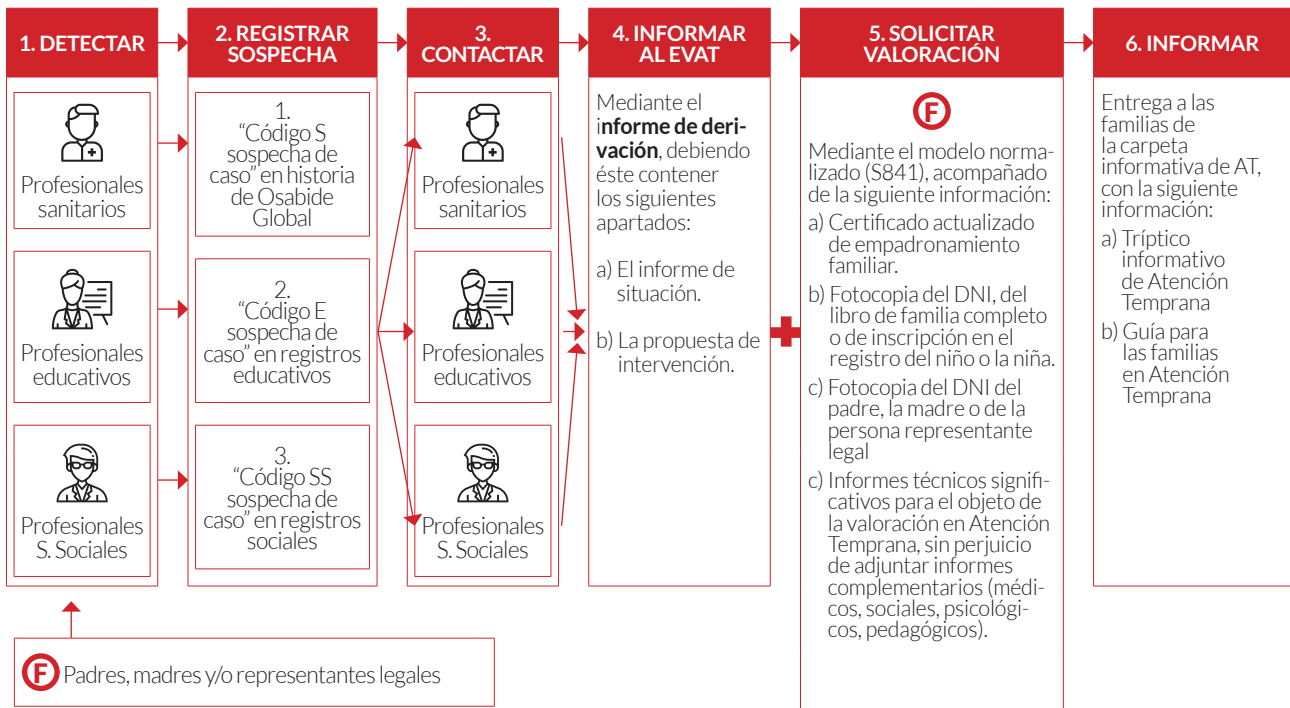 1. DETECTAR
Profesionales
sanitarios
Profesionales
educativos
Profesionales
S. Sociales
2. REGISTRAR
SOSPECHA
1.
“Código S
sospecha de
caso” en historia
de Osabide
Global
2.
“Código E
sospecha de
caso” en registros
educativos
3.
“Código SS
sospecha de
caso” en registros
sociales
3.
CONTACTAR
Profesionales
sanitarios
Profesionales
educativos
Profesionales
S. Sociales
4. INFORMAR
AL EVAT
Mediante el
informe de deri-
vación, debiendo
éste contener
los siguientes
apartados:
a) El informe de
situación.
b) La propuesta de
intervención.
5. SOLICITAR
VALORACIÓN
F
Mediante el modelo norma-
lizado (S841), acompañado
de la siguiente información:
a) Certificado actualizado
de empadronamiento
familiar.
b) Fotocopia del DNI, del
libro de familia completo
o de inscripción en el
registro del niño o la niña.
c) Fotocopia del DNI del
padre, la madre o de la
persona representante
legal
c) Informes técnicos signifi-
cativos para el objeto de
la valoración en Atención
Temprana, sin perjuicio
de adjuntar informes
complementarios (médi-
cos, sociales, psicológi-
cos, pedagógicos).
6. INFORMAR
Entrega a las
familias de
la carpeta
informativa de AT,
con la siguiente
información:
a) Tríptico
informativo
de Atención
Temprana
b) Guía para
las familias
en Atención
Temprana
F Padres, madres y/o representantes legales